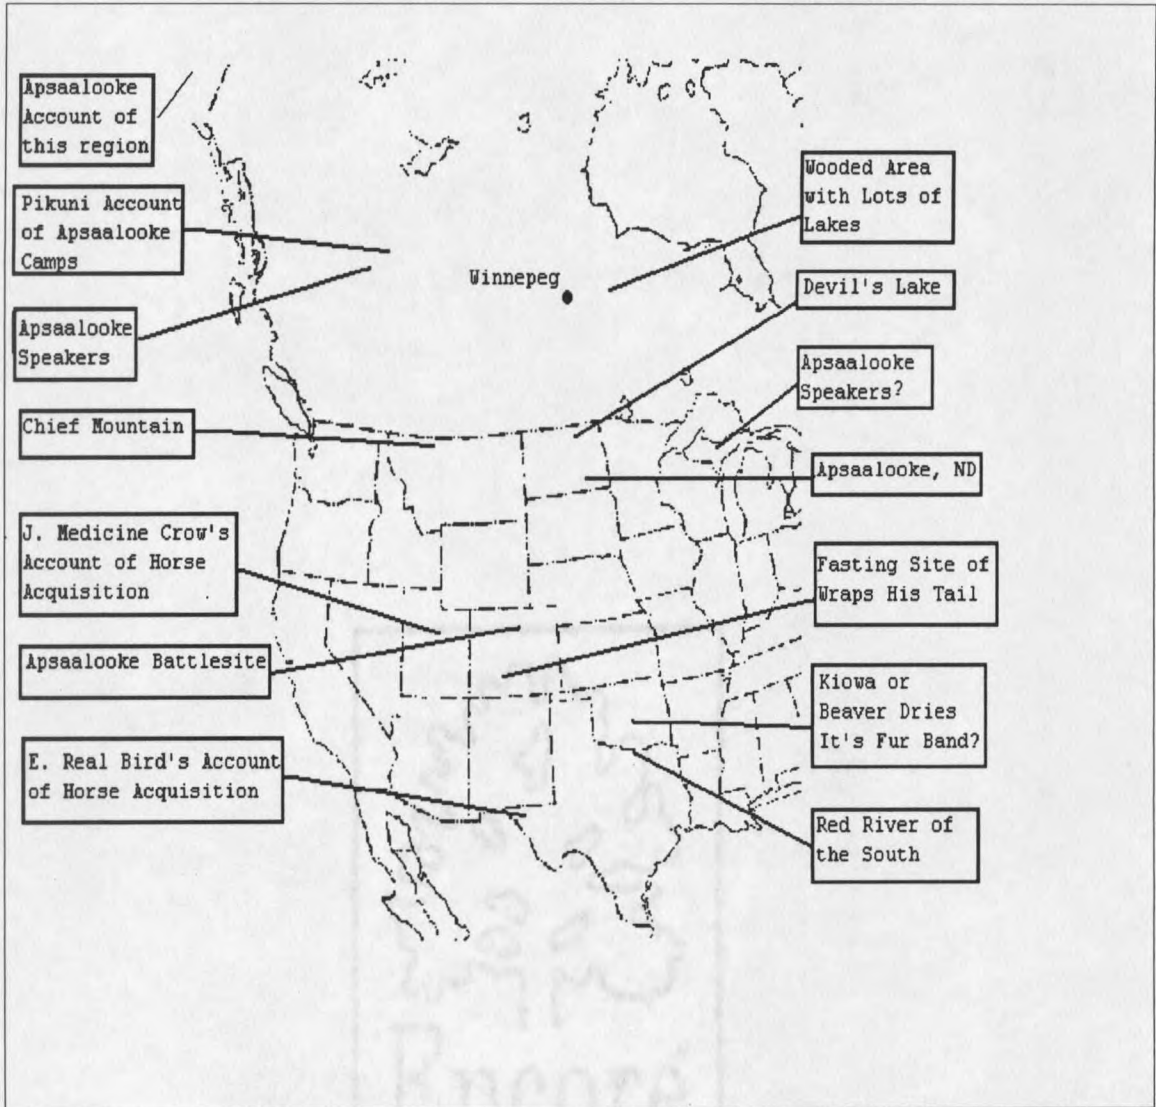 Apsaalooke
Account of
this region
Pikuni Account
of Apsaalooke
Camps
Apsaalooke
Speakers
Chief Mountain
J. Medicine Crow's
Account of Horse
Acquisition
Apsaalooke Battlesite
E. Real Bird's Account
of Horse Acquisition
Winnepeg
Wooded Area
with Lots of
Lakes
Devil's Lake
Apsaalooke
Speakers?
Apsaalooke, ND
Fasting Site of
Wraps His Tail
Kiowa or
Beaver Dries
It's Fur Band?
Red River of
the South